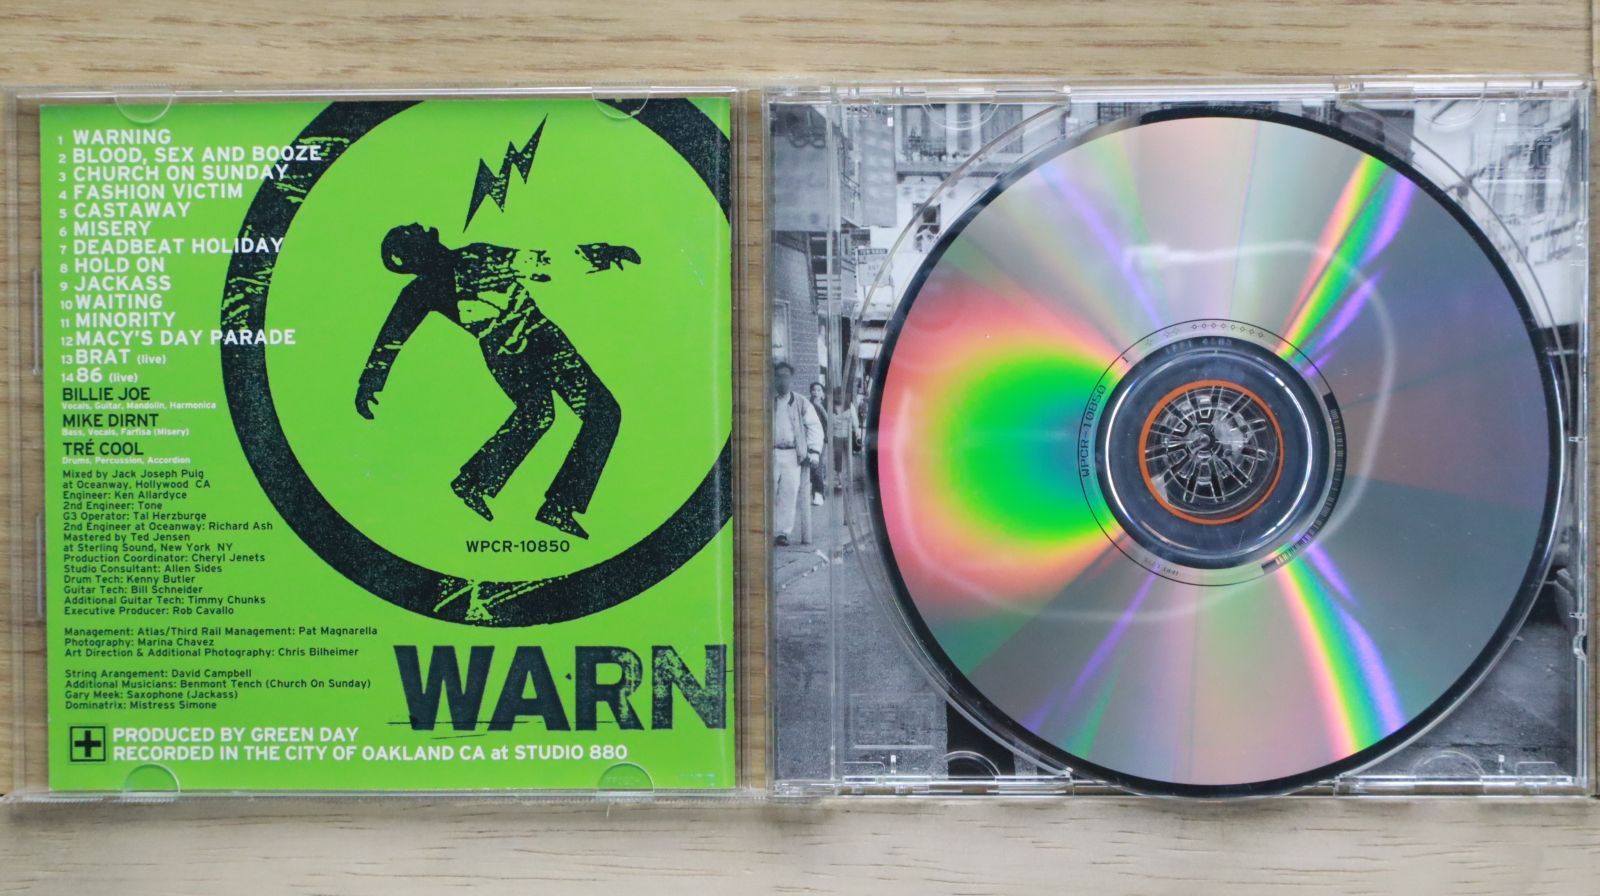 1 WARNING
2 BLOOD, SEX AND BOOZE
3 CHURCH ON SUNDAY
4 FASHION VICTIM
5 CASTAWAY
6 MISERY
7 DEADBEAT HOLIDAY
8 HOLD ON
9 JACKASS
10 WAITING
11 MINORITY
12 MACY'S DAY PARADE
13 BRAT (live)
14 86 (live)
BILLIE JOE
Vocals, Guitar, Mandolin, Harmonica
MIKE DIRNT
Bass, Vocals, Farfisa (Misery)
TRÉ COOL
Drums, Percussion, Accordion
Mixed by Jack Joseph Puig
at Oceanway, Hollywood CA
Engineer: Ken Allardyce
2nd Engineer: Tone
G3 Operator: Tal Herzburge
2nd Engineer at Oceanway: Richard Ash
Mastered by Ted Jensen
at Sterling Sound, New York NY
Production Coordinator: Cheryl Jenets
Studio Consultant: Allen Sides
Drum Tech: Kenny Butler
Guitar Tech: Bill Schneider
Additional Guitar Tech: Timmy Chunks
Executive Producer: Rob Cavallo
Management: Atlas/Third Rail Management: Pat Magnarella
Photography: Marina Chavez
Art Direction & Additional Photography: Chris Bilheimer
String Arangement: David Campbell
Additional Musicians: Benmont Tench (Church On Sunday)
Gary Meek: Saxophone (Jackass)
Dominatrix: Mistress Simone
PRODUCED BY GREEN DAY
RECORDED IN THE CITY OF OAKLAND CA at STUDIO 880
WPCR-10850
WARN
WPCR-10850